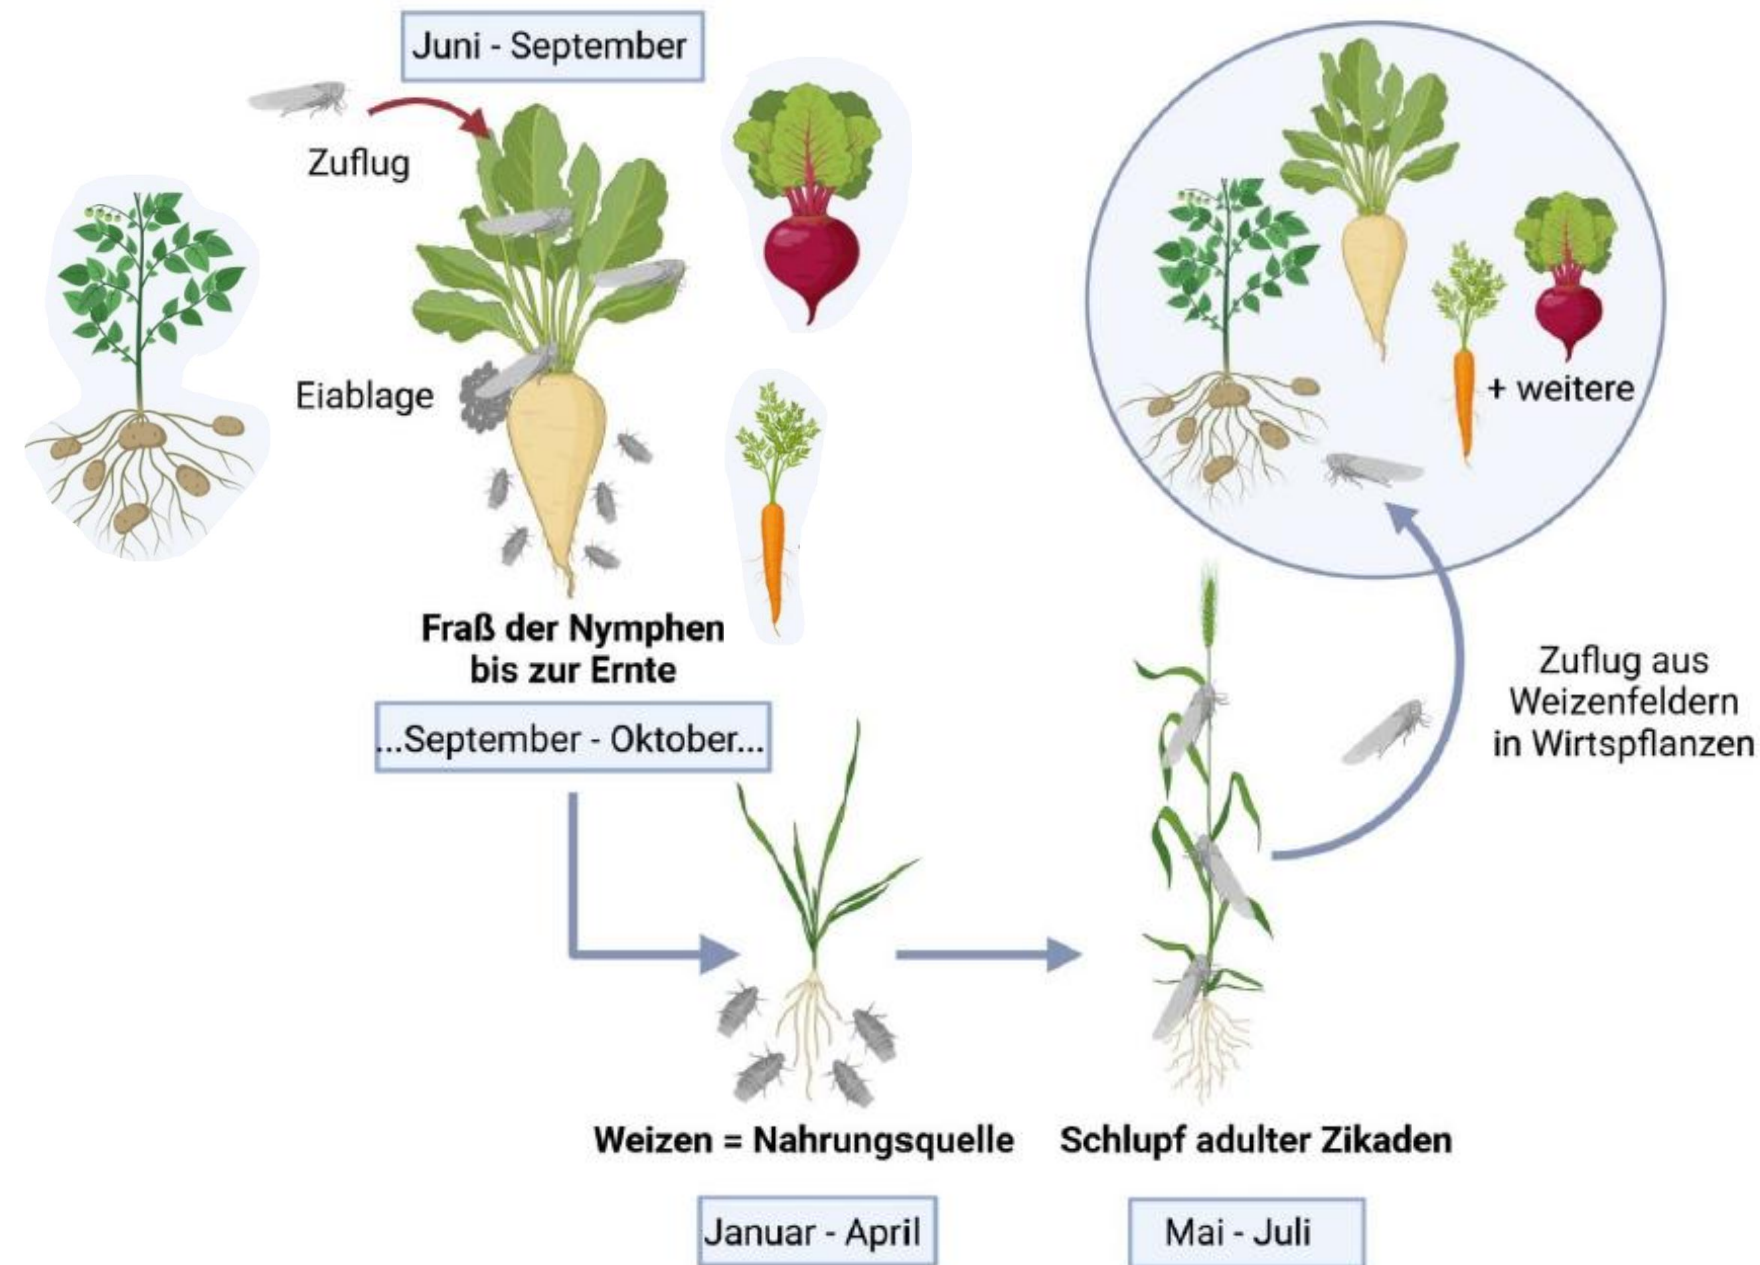 Juni - September
Zuflug
Eiablage
Fraß der Nymphen
bis zur Ernte
...September - Oktober...
Weizen = Nahrungsquelle
Januar - April
Schlupf adulter Zikaden
Mai - Juli
Zuflug aus
Weizenfeldern
in Wirtspflanzen
+ weitere